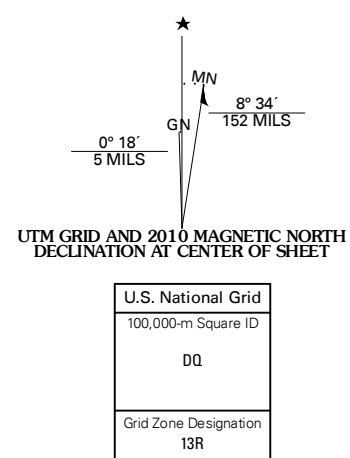 MN
8° 34´
152 MILS
GN
0° 18´
5 MILS
UTM GRID AND 2010 MAGNETIC NORTH
DECLINATION AT CENTER OF SHEET
U.S. National Grid
100,000-m Square ID
DQ
Grid Zone Designation
13R